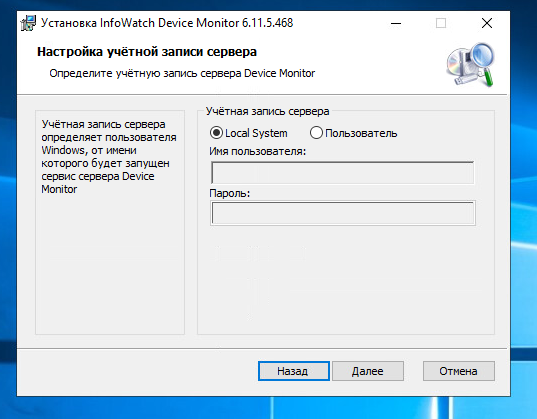 Установка InfoWatch Device Monitor 6.11.5.468
Настройка учётной записи сервера
Определите учётную запись сервера Device Monitor
Учётная запись сервера
определяет пользователя
Windows, от имени
которого будет запущен
сервис сервера Device
Monitor
Учётная запись сервера
Local System Пользователь
Имя пользователя:
Пароль:
Назад Далее Отмена